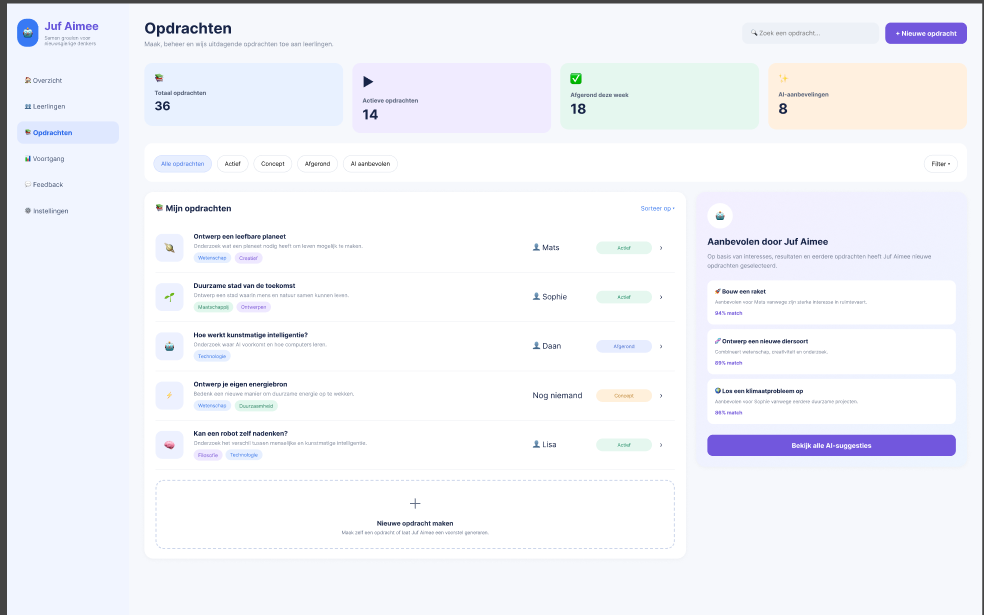 Juf Aimee
Samen groeien voor
nieuwsgierige denkers
Overzicht
Leerlingen
Opdrachten
Voortgang
Feedback
Instellingen
Opdrachten
Maak, beheer en wijs uitdagende opdrachten toe aan leerlingen.
Zoek een opdracht...
+ Nieuwe opdracht
Totaal opdrachten
36
Actieve opdrachten
14
Afgerond deze week
18
AI-aanbevelingen
8
Alle opdrachten
Actief
Concept
Afgerond
AI aanbevolen
Filter
Mijn opdrachten
Sorteer op
Ontwerp een leefbare planeet
Onderzoek wat een planeet nodig heeft om leven mogelijk te maken.
Wetenschap
Creatief
Mats
Actief
Duurzame stad van de toekomst
Ontwerp een stad waarin mens en natuur samen kunnen leven.
Maatschappij
Ontwerpen
Sophie
Actief
Hoe werkt kunstmatige intelligentie?
Onderzoek waar AI voorkomt en hoe computers leren.
Technologie
Daan
Afgerond
Ontwerp je eigen energiebron
Bedenk een nieuwe manier om duurzame energie op te wekken.
Wetenschap
Duurzaamheid
Nog niemand
Concept
Kan een robot zelf nadenken?
Onderzoek het verschil tussen menselijke en kunstmatige intelligentie.
Filosofie
Technologie
Lisa
Actief
Nieuwe opdracht maken
Maak zelf een opdracht of laat Juf Aimee een voorstel genereren.
Aanbevolen door Juf Aimee
Op basis van interesses, resultaten en eerdere opdrachten heeft Juf Aimee nieuwe
opdrachten geselecteerd.
Bouw een raket
Aanbevolen voor Mats vanwege zijn sterke interesse in ruimtevaart.
94% match
Ontwerp een nieuwe diersoort
Combineert wetenschap, creativiteit en onderzoek.
89% match
Los een klimaatprobleem op
Aanbevolen voor Sophie vanwege eerdere duurzame projecten.
86% match
Bekijk alle AI-suggesties